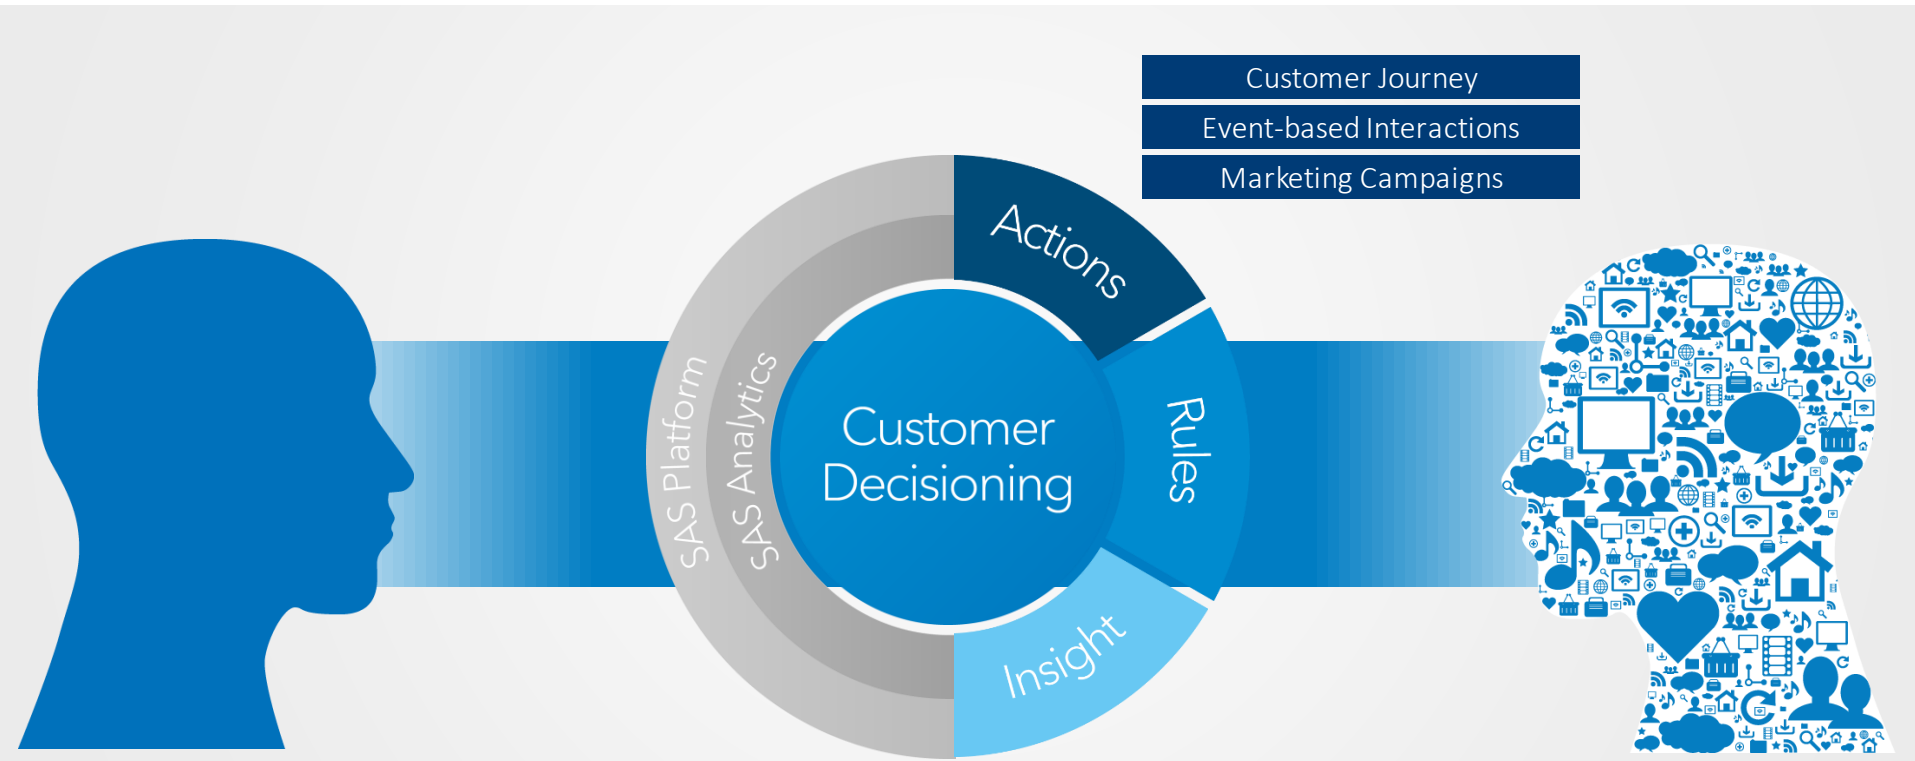 Customer Journey
Event-based Interactions
Marketing Campaigns
Actions
Rules
Insight
SAS Platform
SAS Analytics
Customer
Decisioning